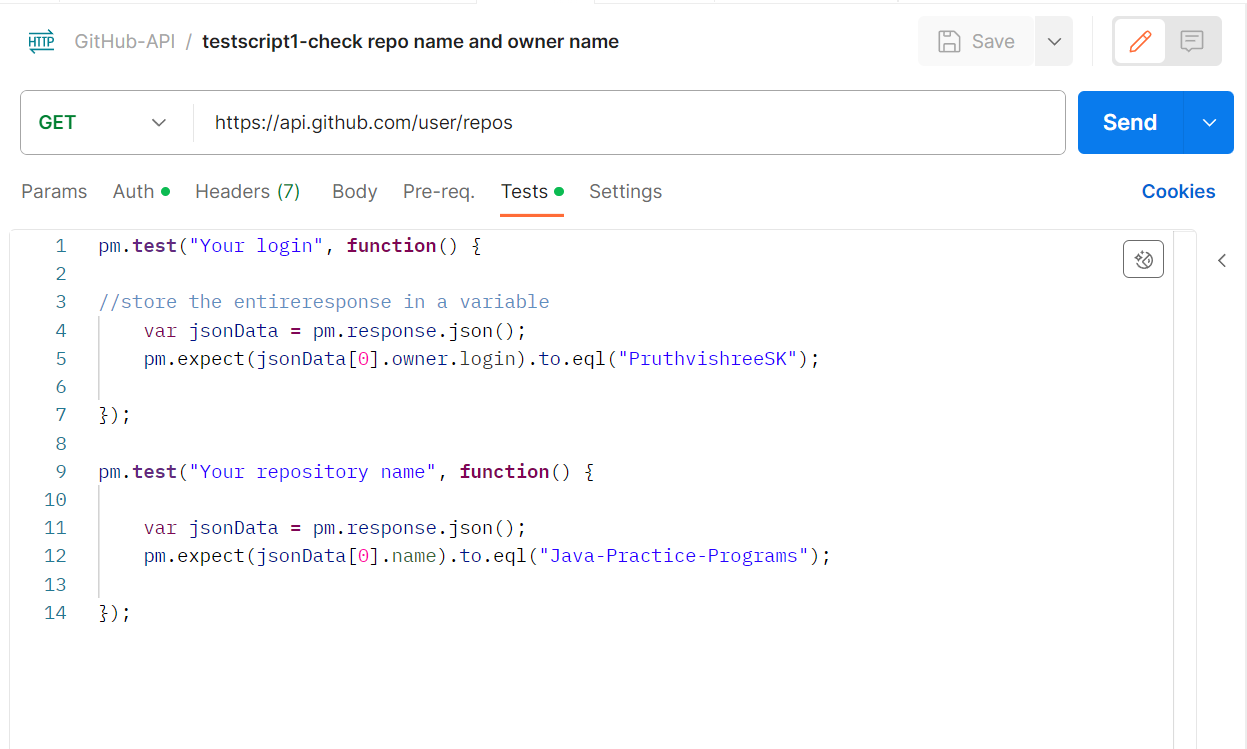 HTTP GitHub-API / testscript1-check repo name and owner name Save
GET https://api.github.com/user/repos Send
Params Auth Headers (7) Body Pre-req. Tests Settings Cookies
1 pm.test("Your login", function() {
2
3 //store the entireresponse in a variable
4 var jsonData = pm.response.json();
5 pm.expect(jsonData[0].owner.login).to.eql("PruthvishreeSK");
6
7 });
8
9 pm.test("Your repository name", function() {
10
11 var jsonData = pm.response.json();
12 pm.expect(jsonData[0].name).to.eql("Java-Practice-Programs");
13
14 });